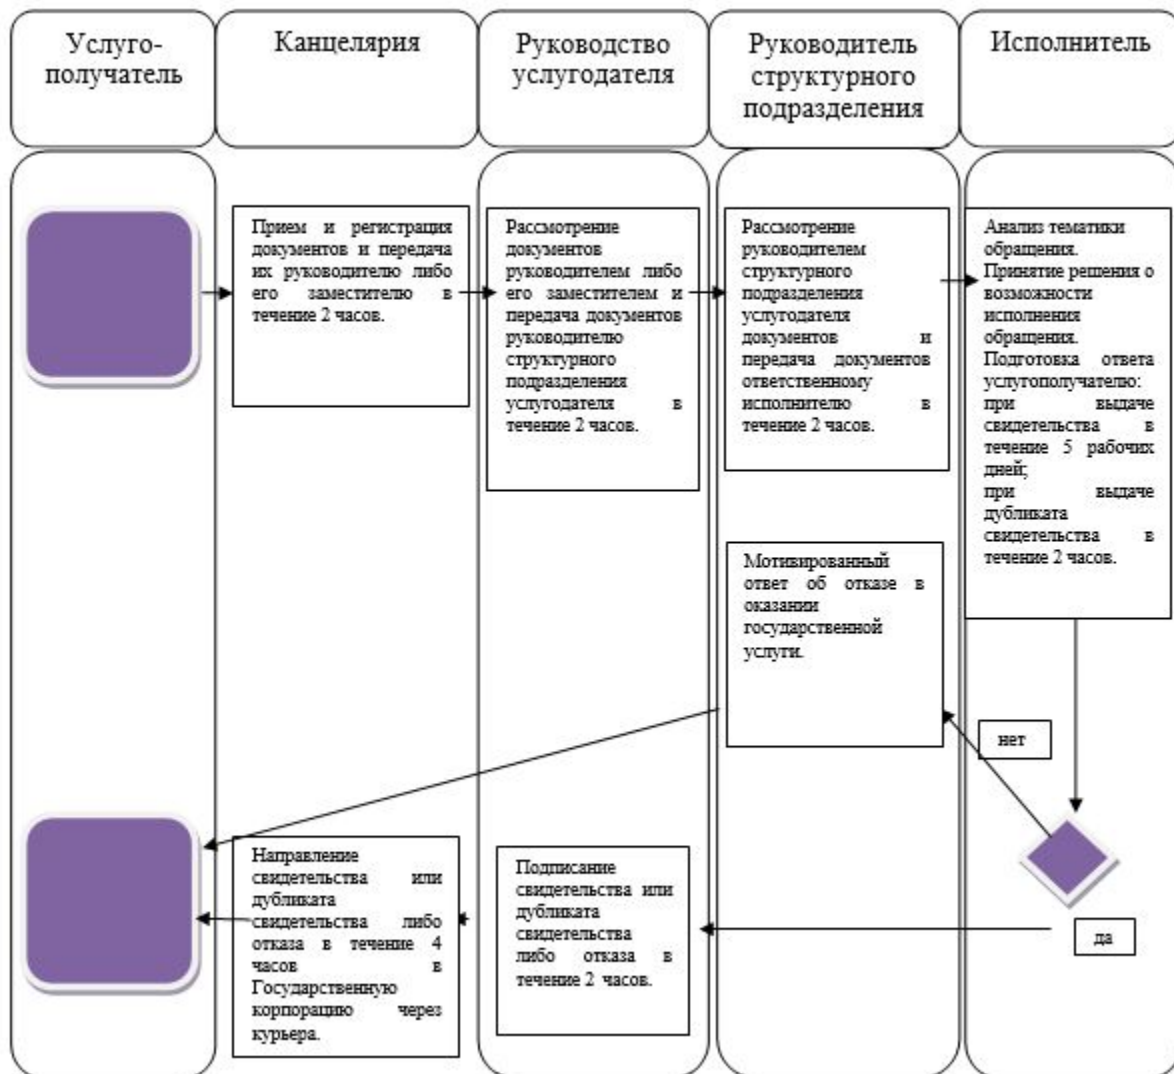 Услуго-
получатель
Канцелярия
Руководство
услугодателя
Руководитель
структурного
подразделения
Исполнитель
Прием и регистрация
документов и передача
их руководителю либо
его заместителю в
течение 2 часов.
Рассмотрение
документов
руководителем либо
его заместителем и
передача документов
руководителю
структурного
подразделения
услугодателя в
течение 2 часов.
Рассмотрение
руководителем
структурного
подразделения
услугодателя
документов и
передача документов
ответственному
исполнителю в
течение 2 часов.
Анализ тематики
обращения.
Принятие решения о
возможности
исполнения
обращения.
Подготовка ответа
услугополучателю:
при выдаче
свидетельства в
течение 5 рабочих
дней;
при выдаче
дубликата
свидетельства в
течение 2 часов.
Мотивированный
ответ об отказе в
оказании
государственной
услуги.
нет
Направление
свидетельства или
дубликата
свидетельства либо
отказа в течение 4
часов в
Государственную
корпорацию через
курьера.
Подписание
свидетельства или
дубликата
свидетельства
либо отказа в
течение 2 часов.
да